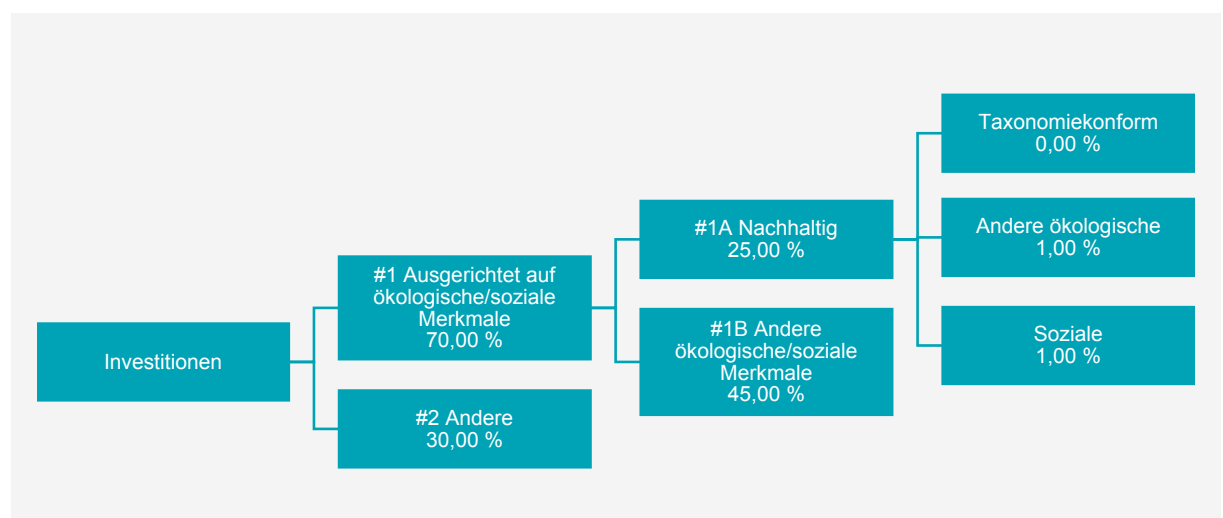 Investitionen
#1 Ausgerichtet auf
ökologische/soziale
Merkmale
70,00 %
#2 Andere
30,00 %
#1A Nachhaltig
25,00 %
#1B Andere
ökologische/soziale
Merkmale
45,00 %
Taxonomiekonform
0,00 %
Andere ökologische
1,00 %
Soziale
1,00 %